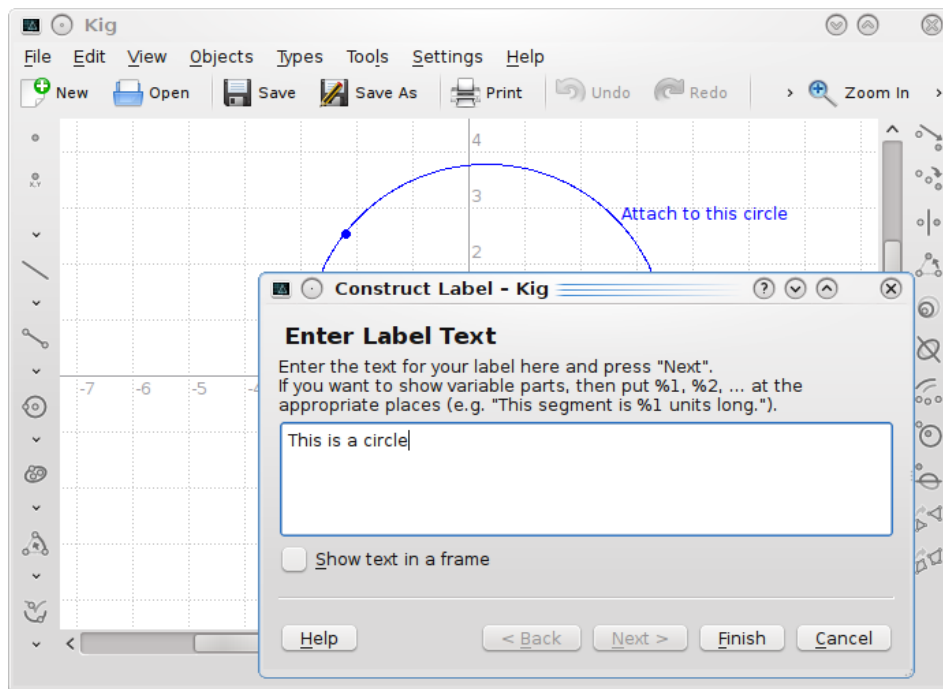 Kig
File Edit View Objects Types Tools Settings Help
New Open Save Save As Print Undo Redo > Zoom In >
X,Y
4
3
Attach to this circle
2
Construct Label - Kig
Enter Label Text
Enter the text for your label here and press "Next".
If you want to show variable parts, then put %1, %2, ... at the
appropriate places (e.g. "This segment is %1 units long.").
-7 -6 -5 -4
This is a circle
Show text in a frame
Help < Back Next > Finish Cancel